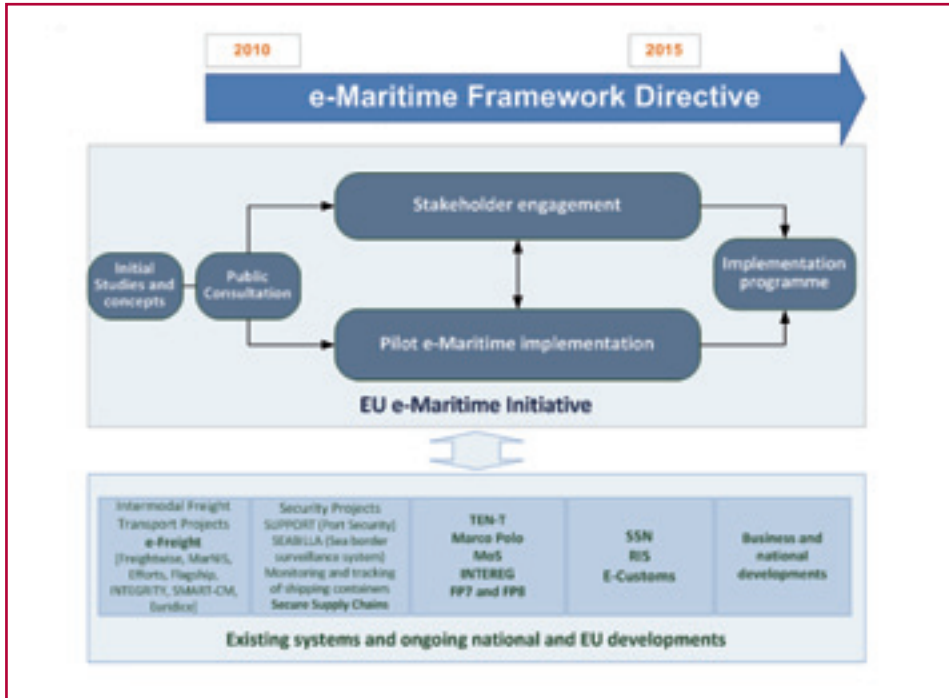 2010
2015
e-Maritime Framework Directive
Stakeholder engagement
Initial
Studies and
concepts
Public
Consultation
Implementation
programme
Pilot e-Maritime implementation
EU e-Maritime Initiative
Intermodal Freight
Transport Projects
e-Freight
[Freightwise, MarNIS,
Efforts, Flagship,
INTEGRITY, SMART-CM,
Euridice]
Security Projects
SUPPORT (Port Security)
SEABILLA (Sea border
surveillance system)
Monitoring and tracking
of shipping containers
Secure Supply Chains
TEN-T
Marco Polo
MoS
INTEREG
FP7 and FP8
SSN
RIS
E-Customs
Business and
national
developments
Existing systems and ongoing national and EU developments